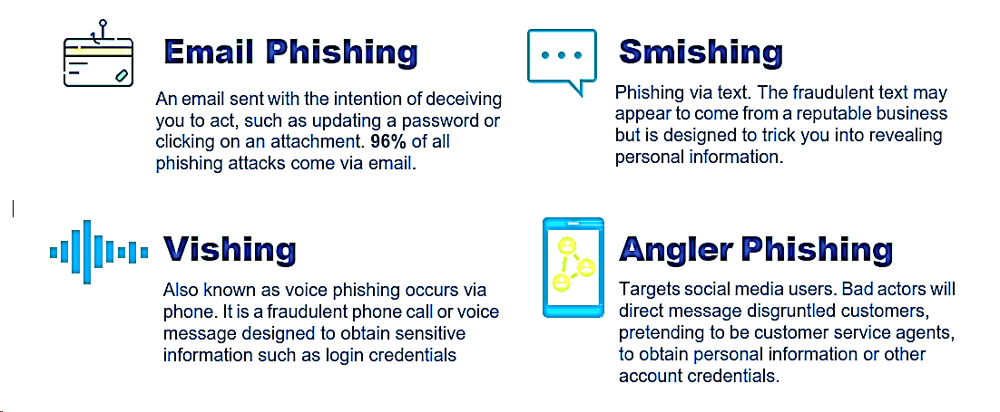 Email Phishing
An email sent with the intention of deceiving
you to act, such as updating a password or
clicking on an attachment. 96% of all
phishing attacks come via email.
Smishing
Phishing via text. The fraudulent text may
appear to come from a reputable business
but is designed to trick you into revealing
personal information.
Vishing
Also known as voice phishing occurs via
phone. It is a fraudulent phone call or voice
message designed to obtain sensitive
information such as login credentials
Angler Phishing
Targets social media users. Bad actors will
direct message disgruntled customers,
pretending to be customer service agents,
to obtain personal information or other
account credentials.